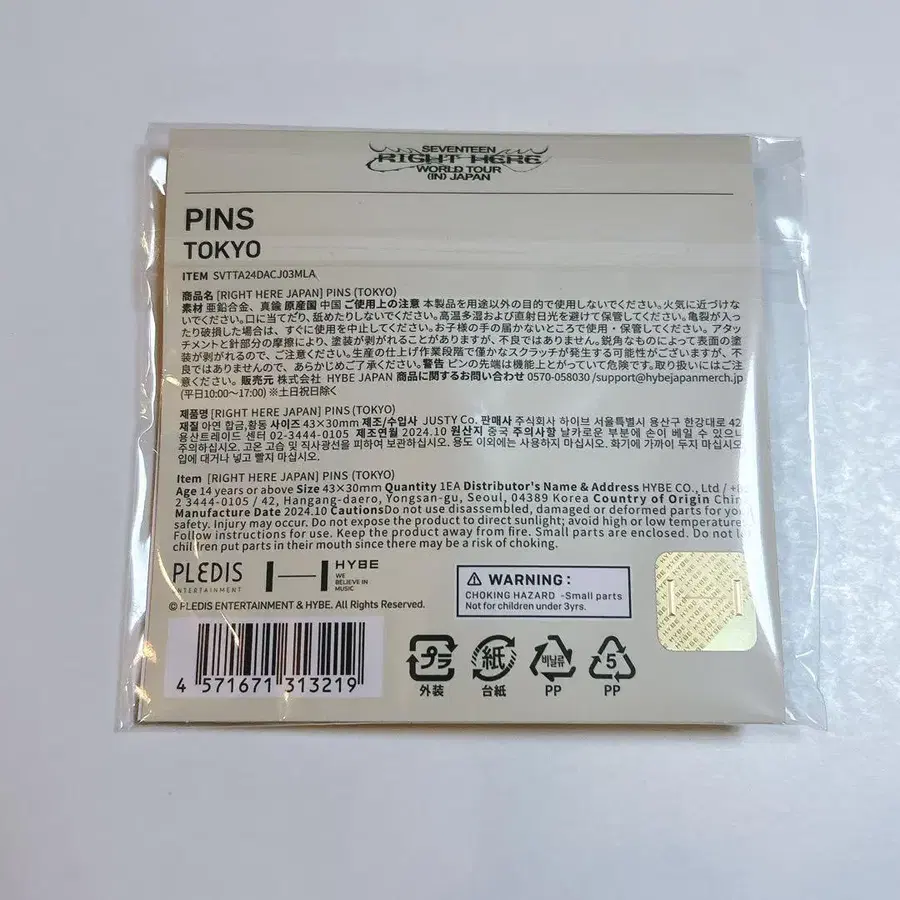 SEVENTEEN
RIGHT HERE
WORLD TOUR
(IN) JAPAN
PINS
TOKYO
ITEM SVTTA24DACJ03MLA
商品名 [RIGHT HERE JAPAN] PINS (TOKYO)
素材 亜鉛合金、真鍮 原産国 中国 ご使用上の注意 本製品を用途以外の目的で使用しないでください。火気に近づけな
いでください。口に当てたり、舐めたりしないでください。高温多湿および直射日光を避けて保管してください。亀裂が入っ
たり破損した場合は、すぐに使用を中止してください。お子様の手の届かないところで使用・保管してください。 アタッ
チメントと針部分の摩擦により、塗装が剥がれることがありますが、不良ではありません。鋭角なものによって表面の塗
装が剥がれるので、ご注意ください。生産の仕上げ作業段階で僅かなスクラッチが発生する可能性がございますが、不
良ではありませんので、あらかじめご了承ください。警告 ピンの先端は機能上とがっていて危険です。取り扱いにはご注
意ください。 販売元 株式会社 HYBE JAPAN 商品に関するお問い合わせ 0570-058030 /support@hybejapanmerch.jp
(平日10:00～17:00) ※土日祝日除く
제품명 [RIGHT HERE JAPAN] PINS (TOKYO)
재질 아연 합금,황동 사이즈 43×30mm 제조/수입사 JUSTY Co. 판매사 주식회사 하이브 서울특별시 용산구 한강대로 42
용산트레이드 센터 02-3444-0105 제조연월 2024.10 원산지 중국 주의사항 날카로운 부분에 손이 베일 수 있으니
주의하십시오. 고온 고습 및 직사광선을 피하여 보관하십시오. 용도 이외에는 사용하지 마십시오. 화기에 가까이 두지 마십시오.
입에 대거나 넣고 빨지 마십시오.
Item [RIGHT HERE JAPAN] PINS (TOKYO)
Age 14 years or above Size 43×30mm Quantity 1EA Distributor's Name & Address HYBE CO., Ltd /
2 3444-0105 / 42, Hangang-daero, Yongsan-gu, Seoul, 04389 Korea Country of Origin
Manufacture Date 2024.10 Cautions Do not use disassembled, damaged or deformed parts for
safety. Injury may occur. Do not expose the product to direct sunlight; avoid high or low temperature
Follow instructions for use. Keep the product away from fire. Small parts are enclosed. Do not
children put parts in their mouth since there may be a risk of choking.
PLEDIS
ENTERTAINMENT
HYBE
WE
BELIEVE IN
MUSIC
© PLEDIS ENTERTAINMENT & HYBE. All Rights Reserved.
WARNING :
CHOKING HAZARD -Small parts
Not for children under 3yrs.
4 571671 313219
プラ
外装
紙
台紙
비닐류
PP
5
PP
HYBE HYBE HYBE